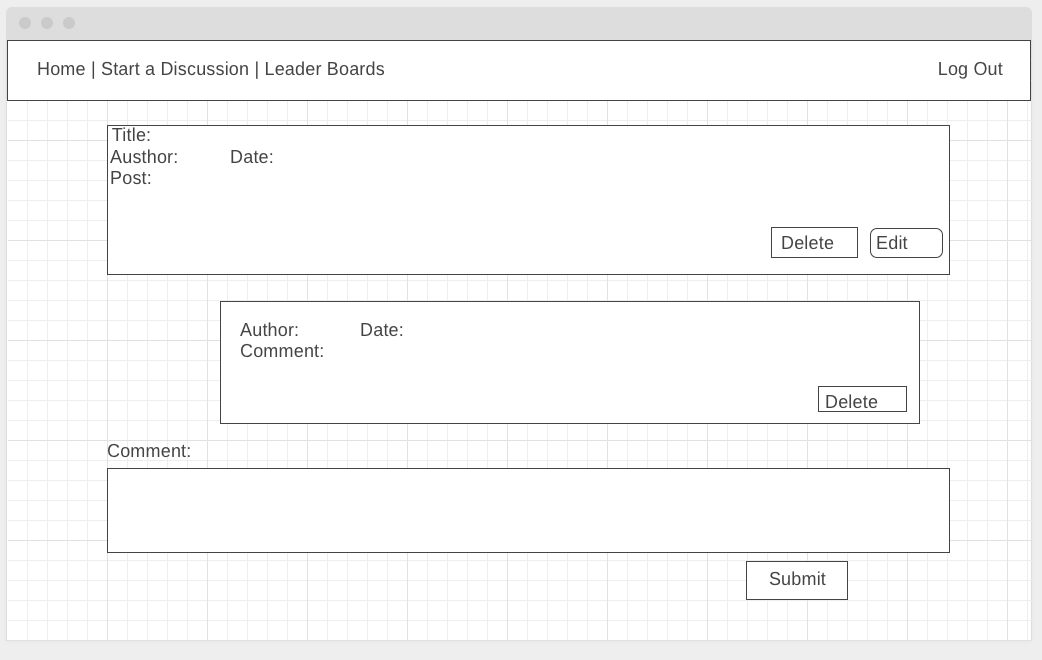 Home | Start a Discussion | Leader Boards Log Out
Title:
Austhor: Date:
Post:
Delete Edit
Author: Date:
Comment:
Delete
Comment:
Submit